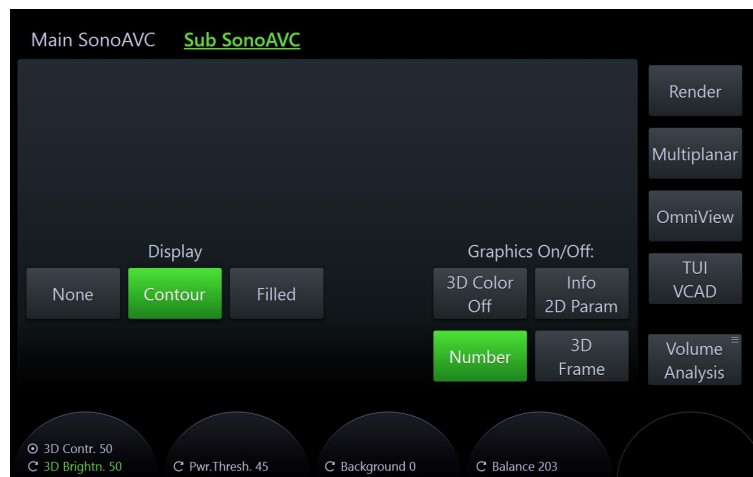 Main SonoAVC Sub SonoAVC
Render
Multiplanar
OmniView
TUI
VCAD
Volume
Analysis
Display
None Contour Filled
Graphics On/Off:
3D Color
Off
Info
2D Param
Number
3D
Frame
3D Contr. 50
3D Brightn. 50
Pwr.Thresh. 45
Background 0
Balance 203